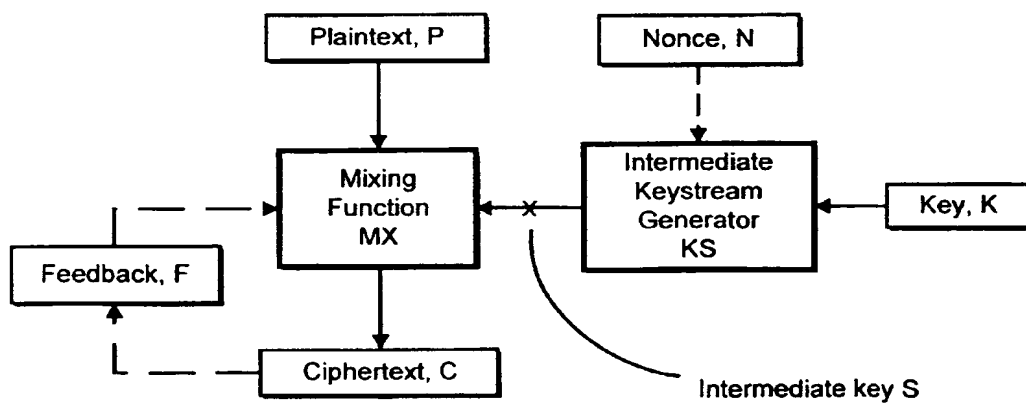 Plaintext, P
Nonce, N
Mixing
Function
MX
Intermediate
Keystream
Generator
KS
Key, K
Feedback, F
Ciphertext, C
Intermediate key S